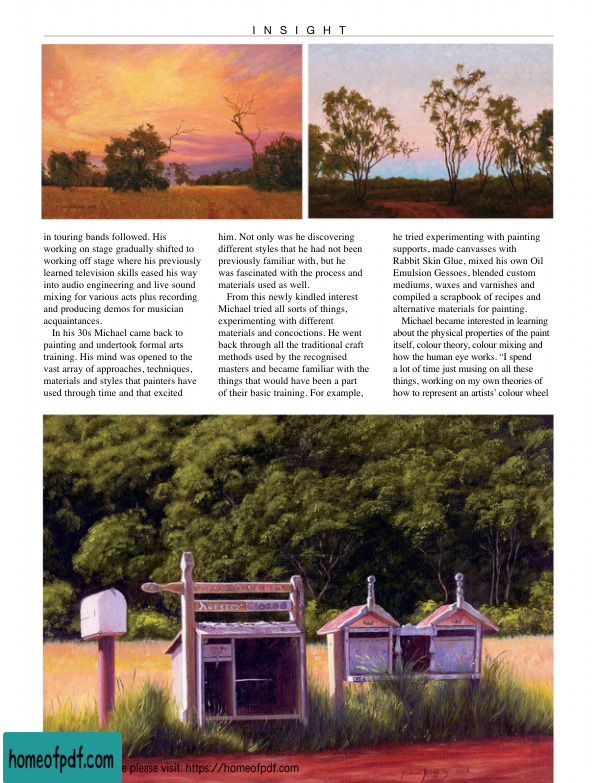 INSIGHT
in touring bands followed. His
working on stage gradually shifted to
working off stage where his previously
learned television skills eased his way
into audio engineering and live sound
mixing for various acts plus recording
and producing demos for musician
acquaintances.
In his 30s Michael came back to
painting and undertook formal arts
training. His mind was opened to the
vast array of approaches, techniques,
materials and styles that painters have
used through time and that excited
him. Not only was he discovering
different styles that he had not been
previously familiar with, but he
was fascinated with the process and
materials used as well.
From this newly kindled interest
Michael tried all sorts of things,
experimenting with different
materials and concoctions. He went
back through all the traditional craft
methods used by the recognised
masters and became familiar with the
things that would have been a part
of their basic training. For example,
he tried experimenting with painting
supports, made canvasses with
Rabbit Skin Glue, mixed his own Oil
Emulsion Gessoes, blended custom
mediums, waxes and varnishes and
compiled a scrapbook of recipes and
alternative materials for painting.
Michael became interested in learning
about the physical properties of the paint
itself, colour theory, colour mixing and
how the human eye works. “I spend
a lot of time just musing on all these
things, working on my own theories of
how to represent an artists’ colour wheel
homeofpdf.com
please visit: https://homeofpdf.com